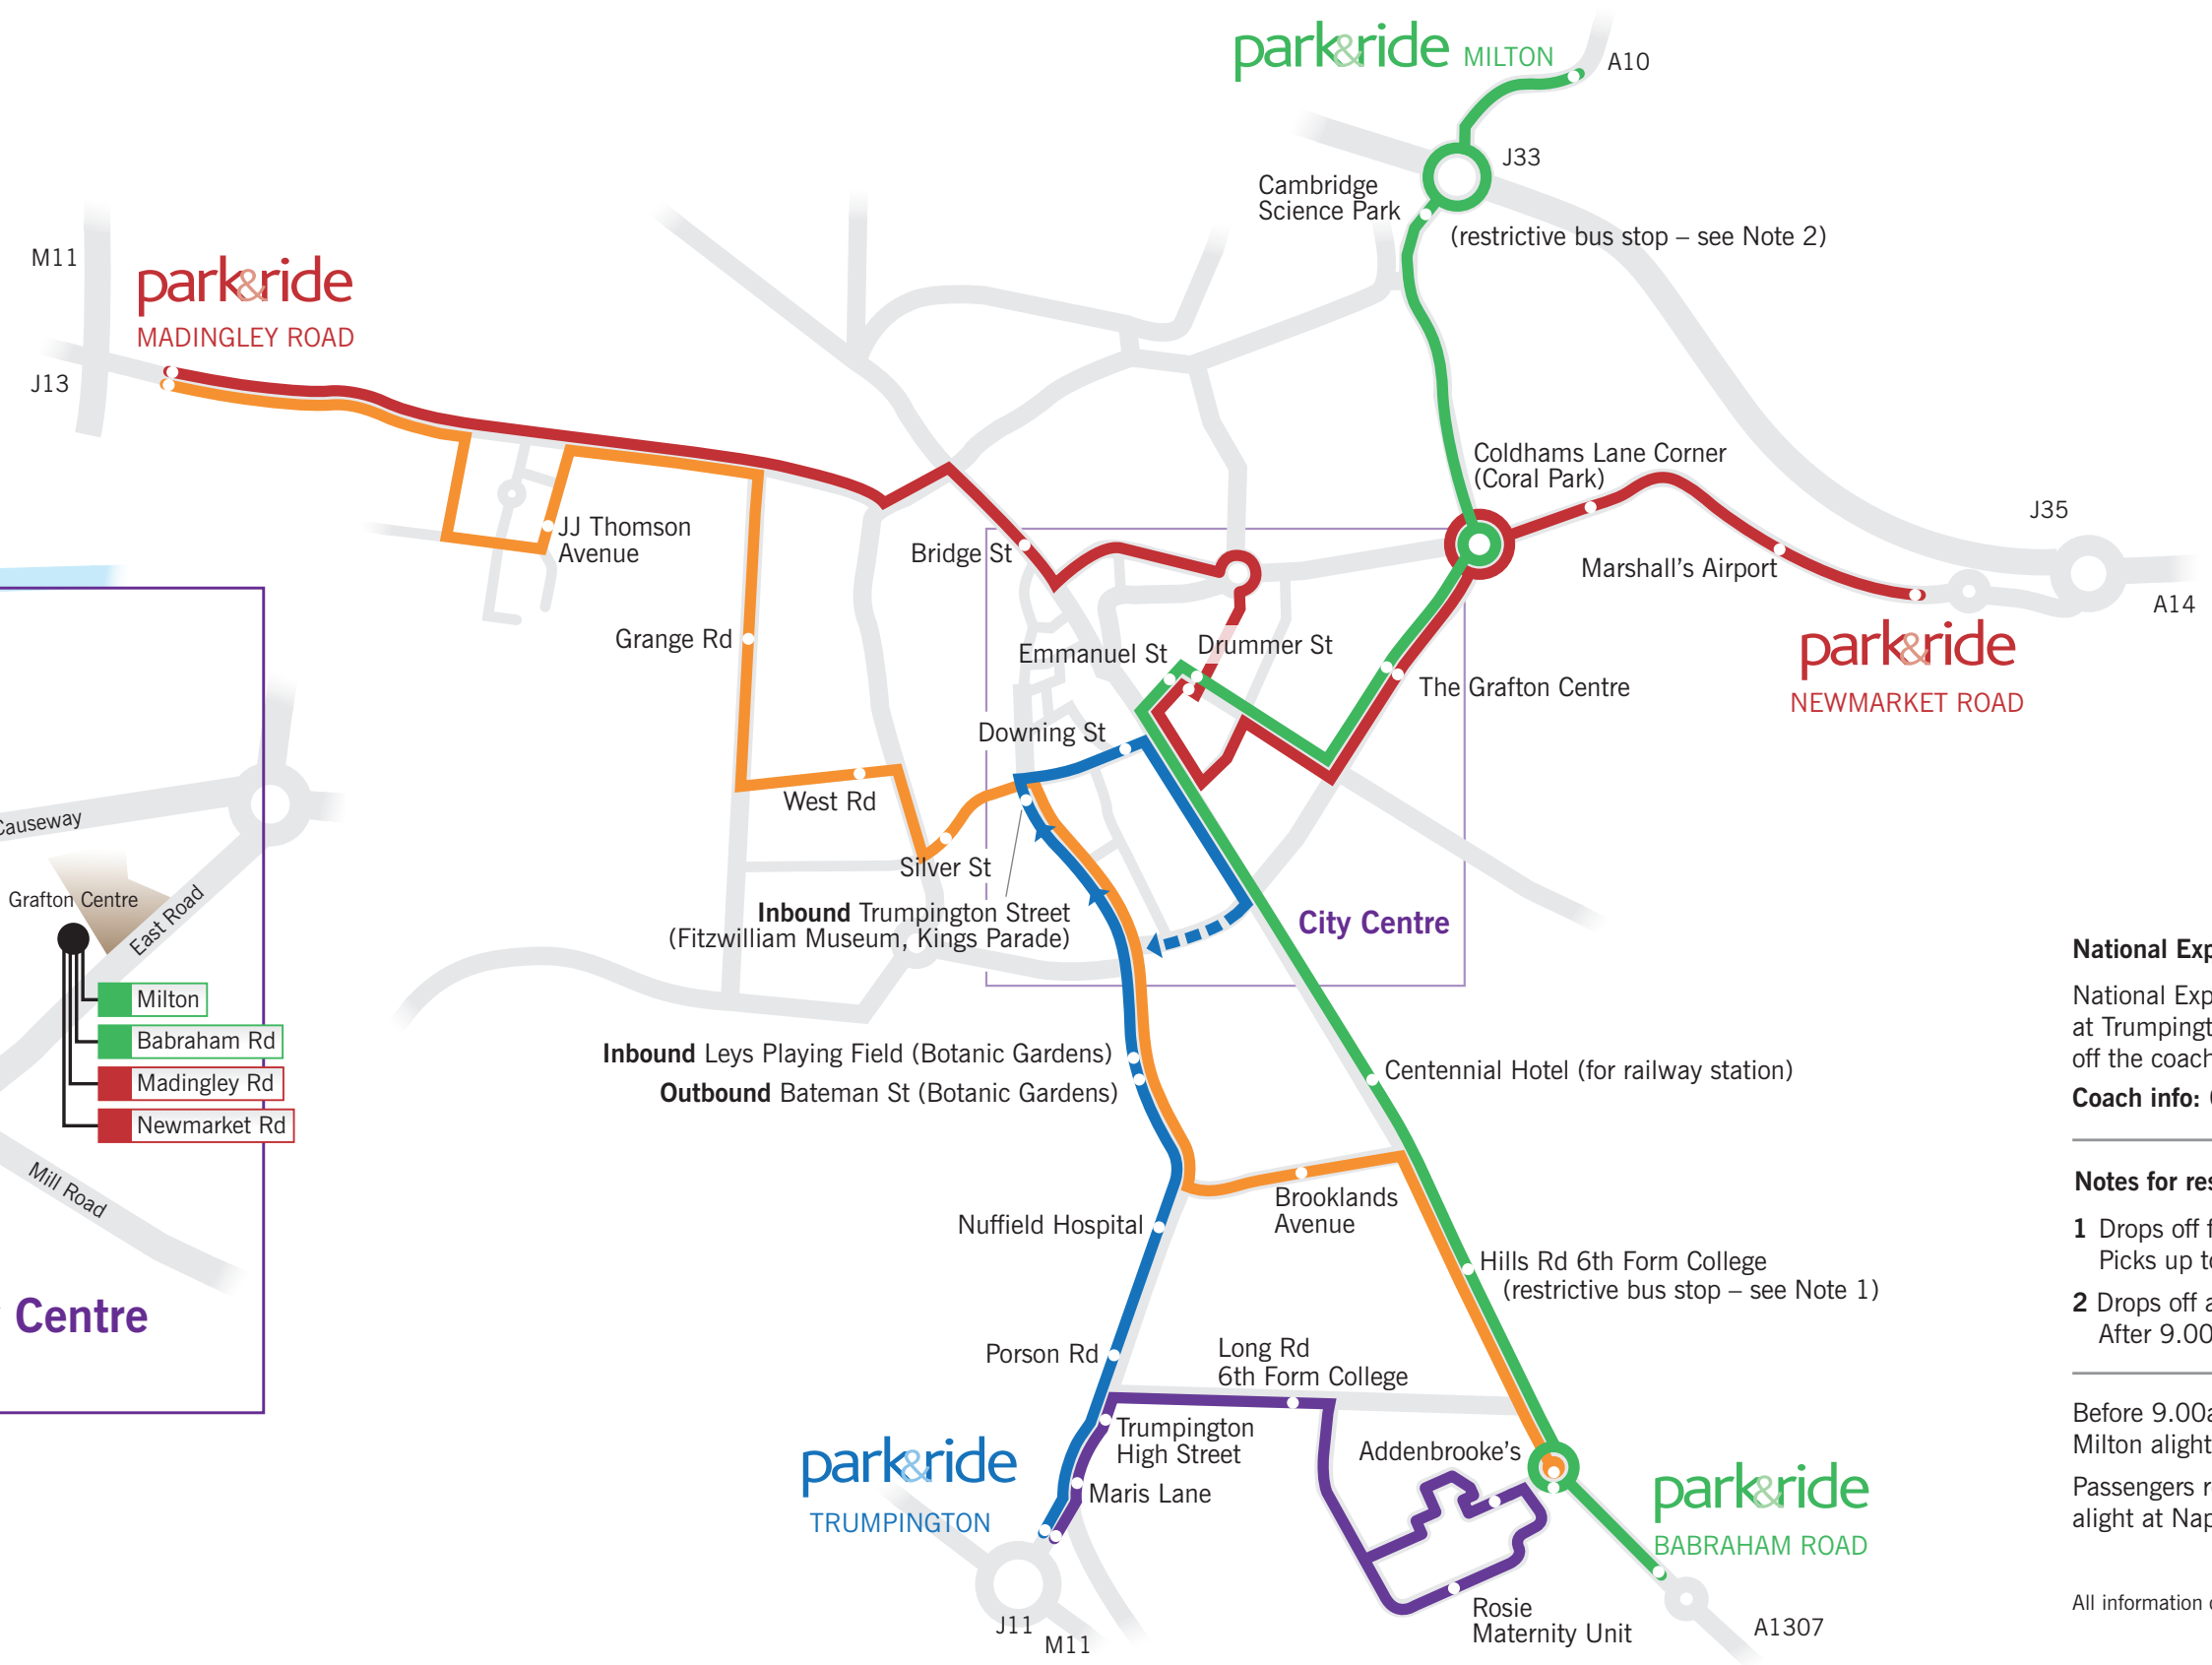 park&ride MILTON
A10
J33
Cambridge
Science Park
(restrictive bus stop – see Note 2)
M11
park&ride
MADINGLEY ROAD
J13
Coldhams Lane Corner
(Coral Park)
J35
JJ Thomson
Avenue
Bridge St
Marshall's Airport
A14
Grange Rd
Emmanuel St
Drummer St
park&ride
NEWMARKET ROAD
The Grafton Centre
Downing St
West Rd
Causeway
Silver St
Grafton Centre
East Road
Inbound Trumpington Street
(Fitzwilliam Museum, Kings Parade)
City Centre
National Exp
National Exp
at Trumpingt
off the coach
Coach info:
Milton
Babraham Rd
Madingley Rd
Newmarket Rd
Mill Road
Centre
Inbound Leys Playing Field (Botanic Gardens)
Outbound Bateman St (Botanic Gardens)
Centennial Hotel (for railway station)
Brooklands
Avenue
Nuffield Hospital
Hills Rd 6th Form College
(restrictive bus stop – see Note 1)
Notes for res
1 Drops off f
Picks up to
2 Drops off a
After 9.00
Porson Rd
Long Rd
6th Form College
Trumpington
High Street
Addenbrooke's
Maris Lane
park&ride
TRUMPINGTON
park&ride
BABRAHAM ROAD
Before 9.00a
Milton alight
Passengers r
alight at Nap
Rosie
Maternity Unit
J11
M11
A1307
All information